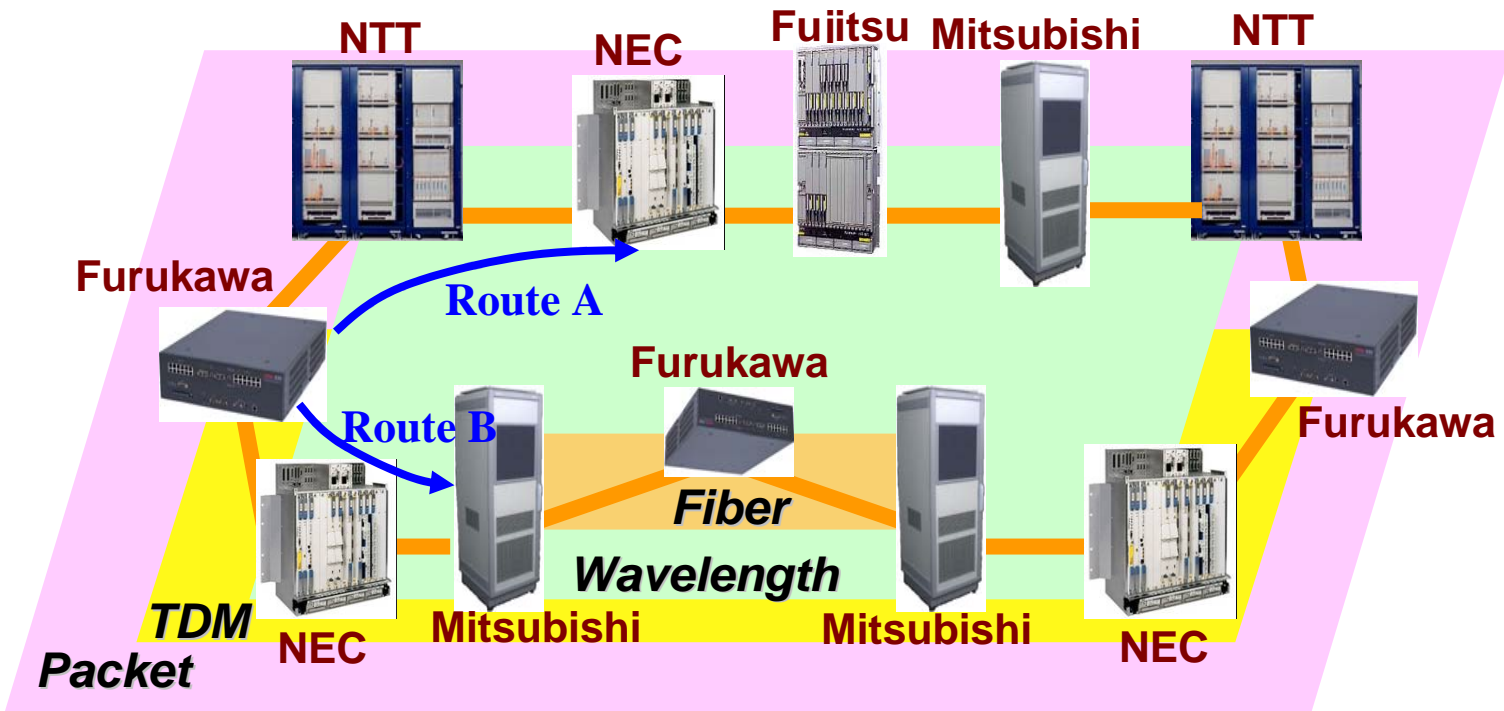 NTT
NEC
Fujitsu
Mitsubishi
NTT
Furukawa
Route A
Furukawa
Furukawa
Route B
Fiber
Wavelength
TDM
NEC
Mitsubishi
Mitsubishi
NEC
Packet